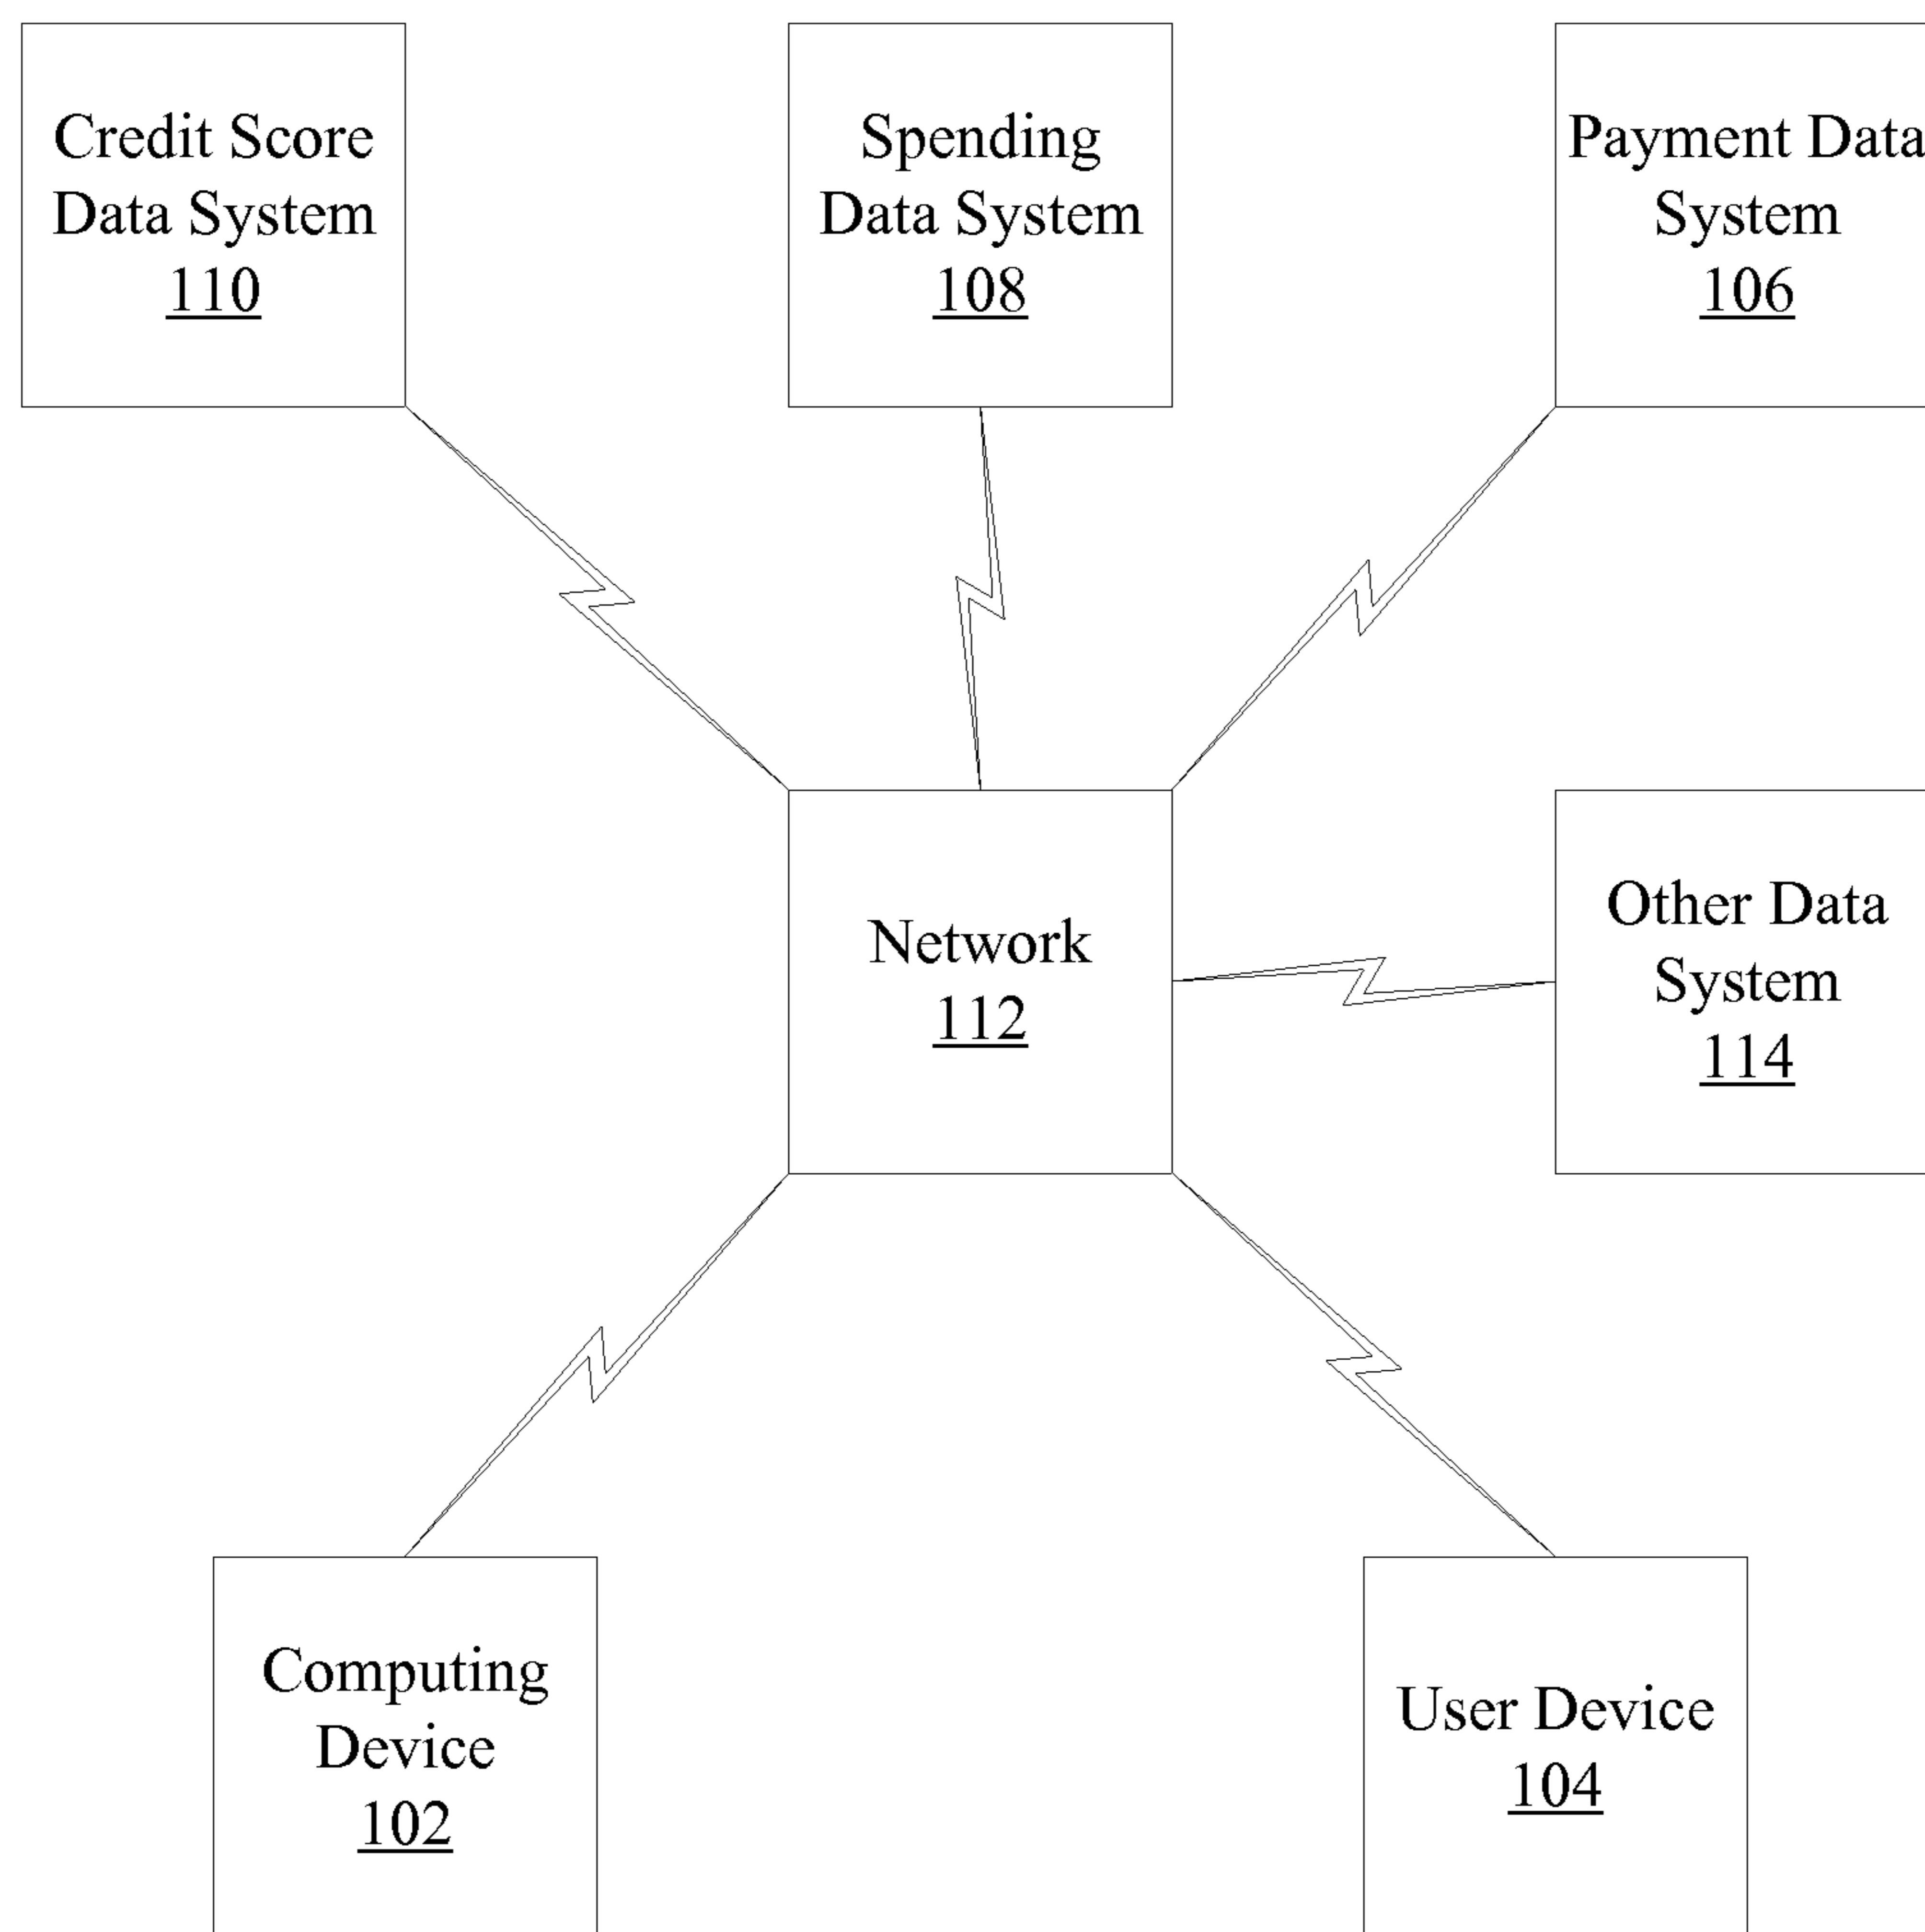 Credit Score
Data System
110
Spending
Data System
108
Payment Data
System
106
Network
112
Other Data
System
114
Computing
Device
102
User Device
104